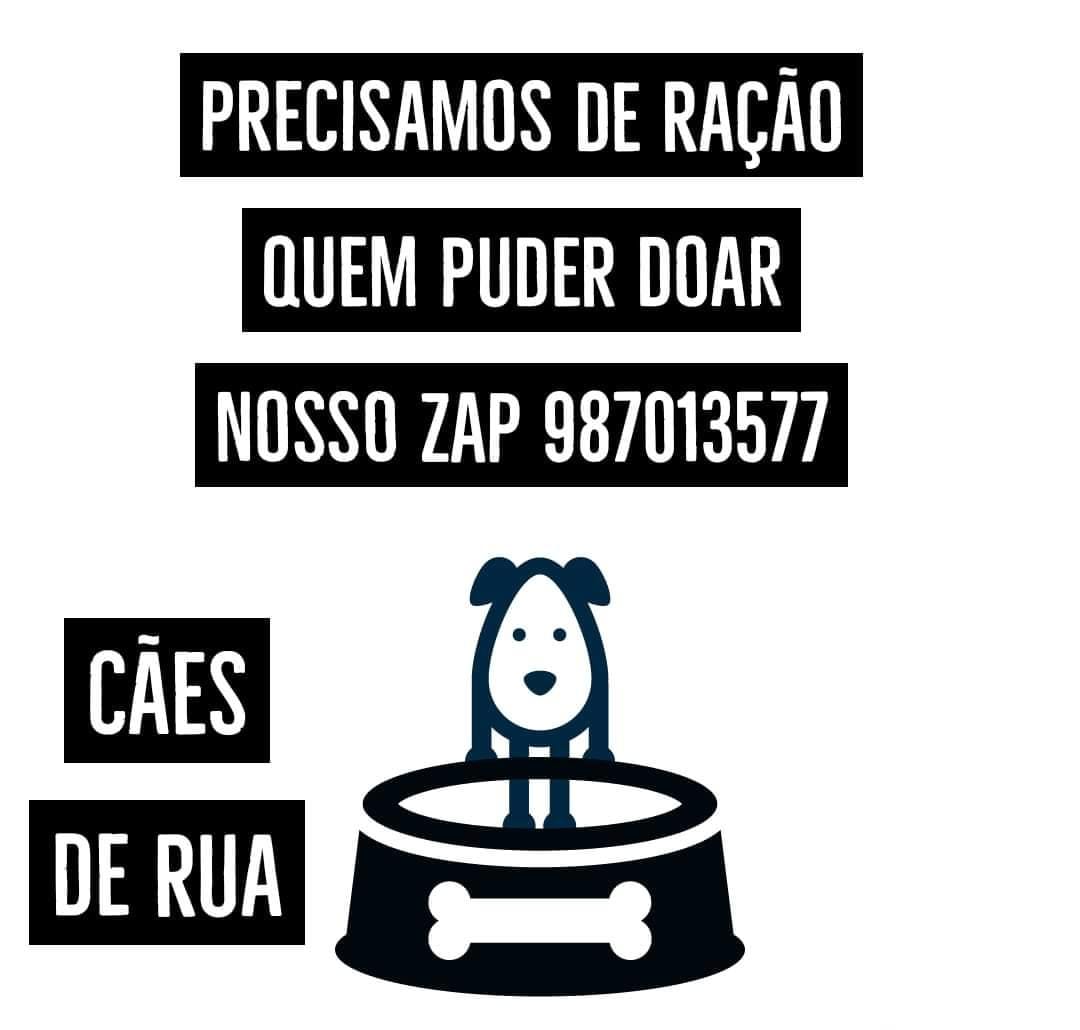 PRECISAMOS DE RAÇÃO
QUEM PUDER DOAR
NOSSO ZAP 987013577
CÃES
DE RUA